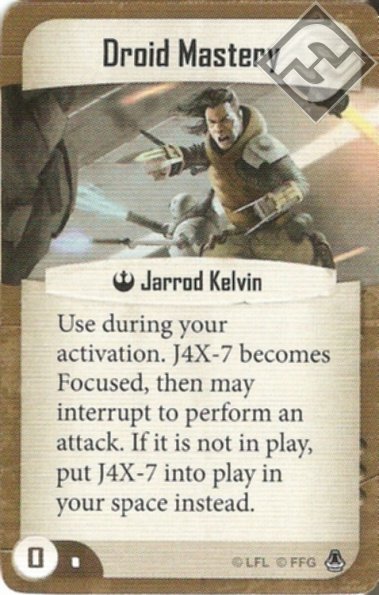 Droid Mastery
Jarrod Kelvin
Use during your
activation. J4X-7 becomes
Focused, then may
interrupt to perform an
attack. If it is not in play,
put J4X-7 into play in
your space instead.
0
© LFL © FFG